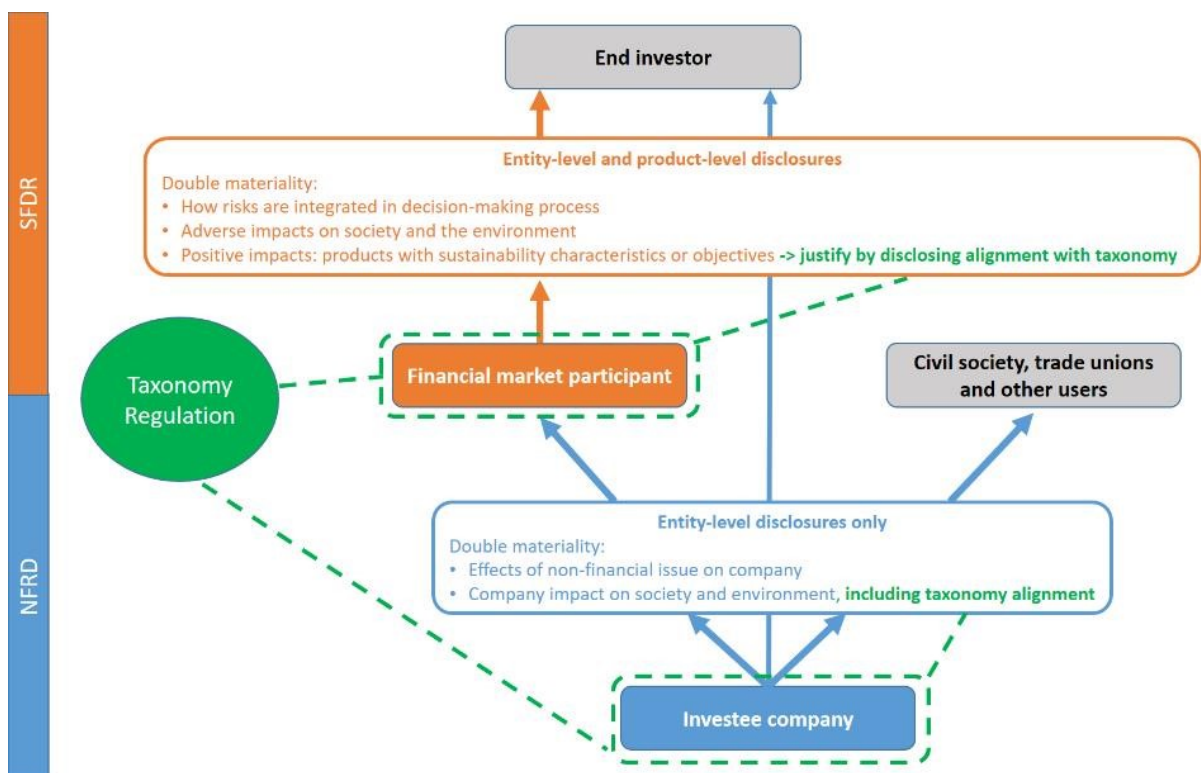 SFDR
NFRD
End investor
Entity-level and product-level disclosures
Double materiality:
• How risks are integrated in decision-making process
• Adverse impacts on society and the environment
• Positive impacts: products with sustainability characteristics or objectives -> justify by disclosing alignment with taxonomy
Taxonomy
Regulation
Financial market participant
Civil society, trade unions
and other users
Entity-level disclosures only
Double materiality:
• Effects of non-financial issue on company
• Company impact on society and environment, including taxonomy alignment
Investee company